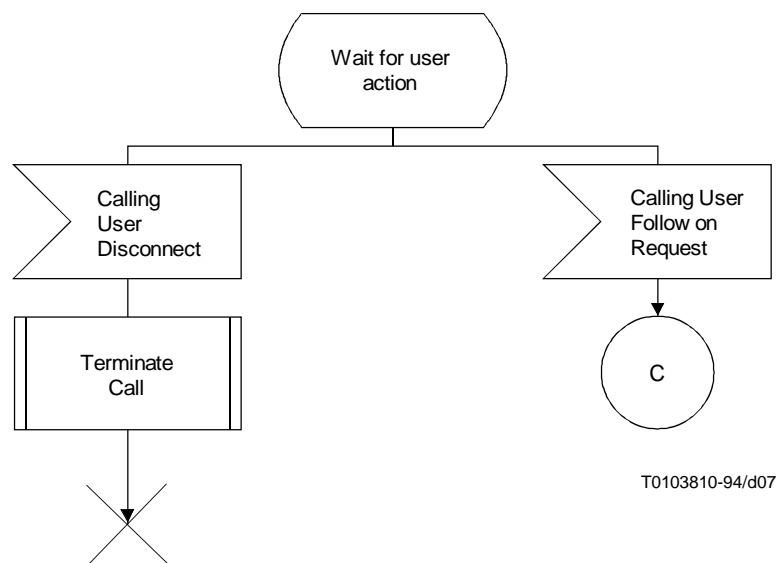 Wait for user
action
Calling
User
Disconnect
Calling User
Follow on
Request
Terminate
Call
C
T0103810-94/d07